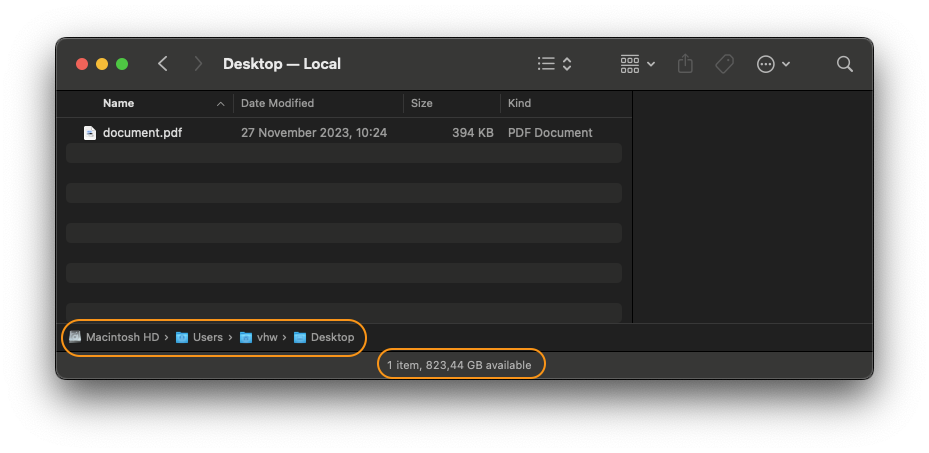 Desktop — Local
Name Date Modified Size Kind
document.pdf 27 November 2023, 10:24 394 KB PDF Document
Macintosh HD › Users › vhw › Desktop
1 item, 823,44 GB available